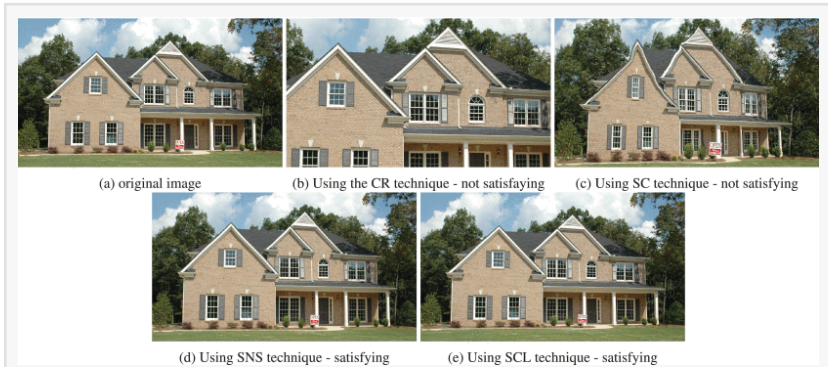 (a) original image
(b) Using the CR technique - not satisfaying
(c) Using SC technique - not satisfying
(d) Using SNS technique - satisfying
(e) Using SCL technique - satisfying